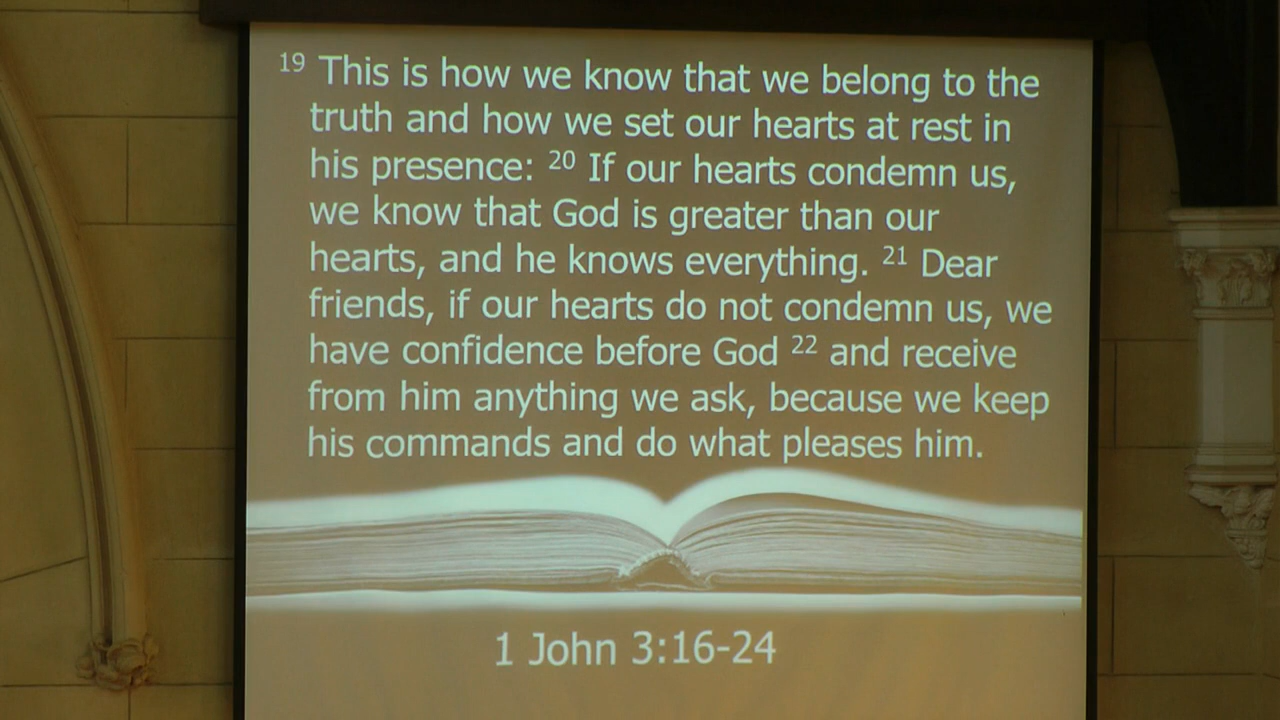 19 This is how we know that we belong to the
truth and how we set our hearts at rest in
his presence: 20 If our hearts condemn us,
we know that God is greater than our
hearts, and he knows everything. 21 Dear
friends, if our hearts do not condemn us, we
have confidence before God 22 and receive
from him anything we ask, because we keep
his commands and do what pleases him.
1 John 3:16-24